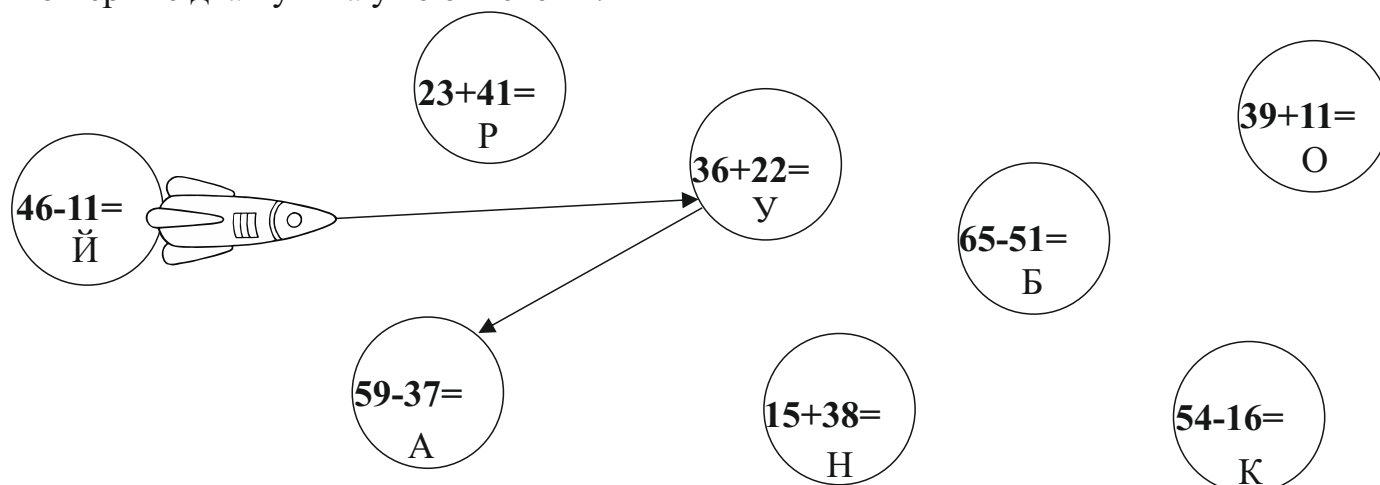 23+41=
Р
39+11=
О
36+22=
У
46-11=
Й
65-51=
Б
59-37=
А
15+38=
Н
54-16=
К